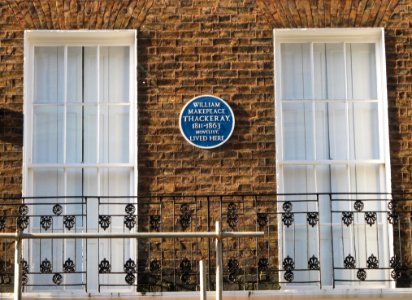 WILLIAM
MAKEPEACE
THACKERAY,
1811-1863
NOVELIST,
LIVED HERE